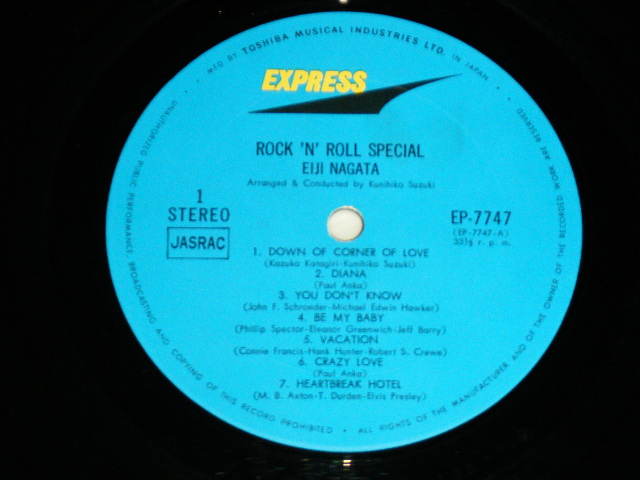 • MFG BY TOSHIBA MUSICAL INDUSTRIES LTD. IN JAPAN •
EXPRESS
ROCK 'N' ROLL SPECIAL
EIJI NAGATA
Arranged & Conducted by Kunihiko Suzuki
1
STEREO
JASRAC
EP-7747
(EP-7747-A)
33⅓ r. p. m.
1. DOWN OF CORNER OF LOVE
(Kazuko Katagiri-Kunihiko Suzuki)
2. DIANA
(Paul Anka)
3. YOU DON'T KNOW
(John F. Schroeder-Michael Edwin Hawker)
4. BE MY BABY
(Phillip Spector-Eleanor Greenwich-Jeff Barry)
5. VACATION
(Connie Francis-Hank Hunter-Robert S. Crewe)
6. CRAZY LOVE
(Paul Anka)
7. HEARTBREAK HOTEL
(M. B. Axton-T. Durden-Elvis Presley)
UNAUTHORIZED PUBLIC PERFORMANCE, BROADCASTING AND COPYING OF THIS RECORD PROHIBITED • ALL RIGHTS OF THE MANUFACTURER AND OF THE OWNER OF THE RECORDED WORK ARE RESERVED